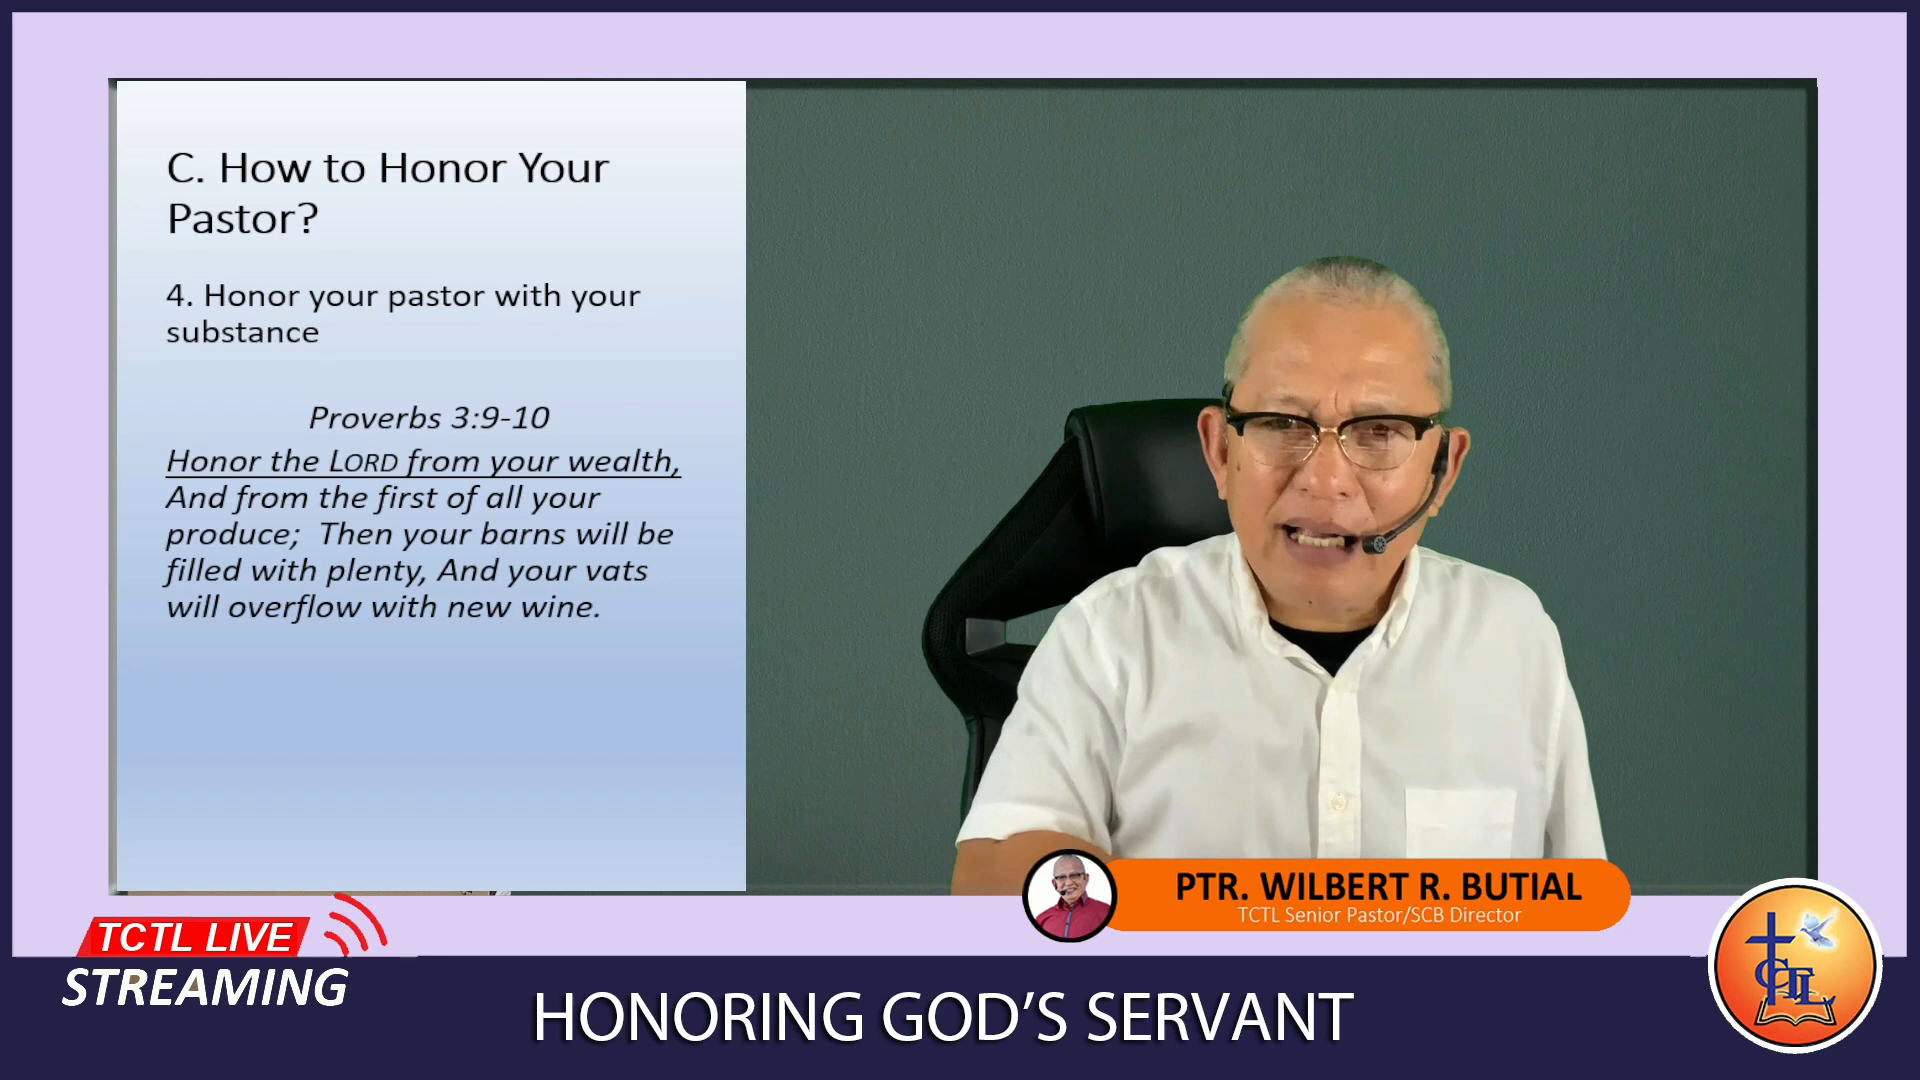 C. How to Honor Your
Pastor?
4. Honor your pastor with your
substance
Proverbs 3:9-10
Honor the LORD from your wealth,
And from the first of all your
produce;  Then your barns will be
filled with plenty, And your vats
will overflow with new wine.
PTR. WILBERT R. BUTIAL
TCTL Senior Pastor/SCB Director
TCTL LIVE
STREAMING
HONORING GOD'S SERVANT
TCTL